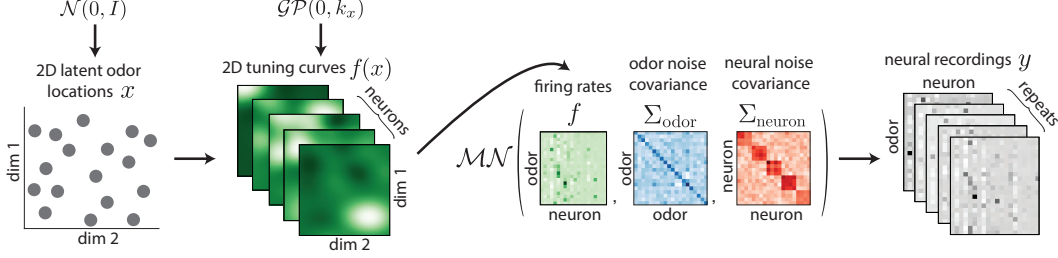 𝒩(0, I)
2D latent odor
locations x
dim 1
dim 2
𝒢𝒫(0, kₓ)
2D tuning curves f(x)
neurons
dim 1
dim 2
ℳ𝒩
firing rates
f
odor
neuron
,
odor noise
covariance
Σ_odor
odor
odor
,
neural noise
covariance
Σ_neuron
neuron
neuron
neural recordings y
neuron
repeats
odor